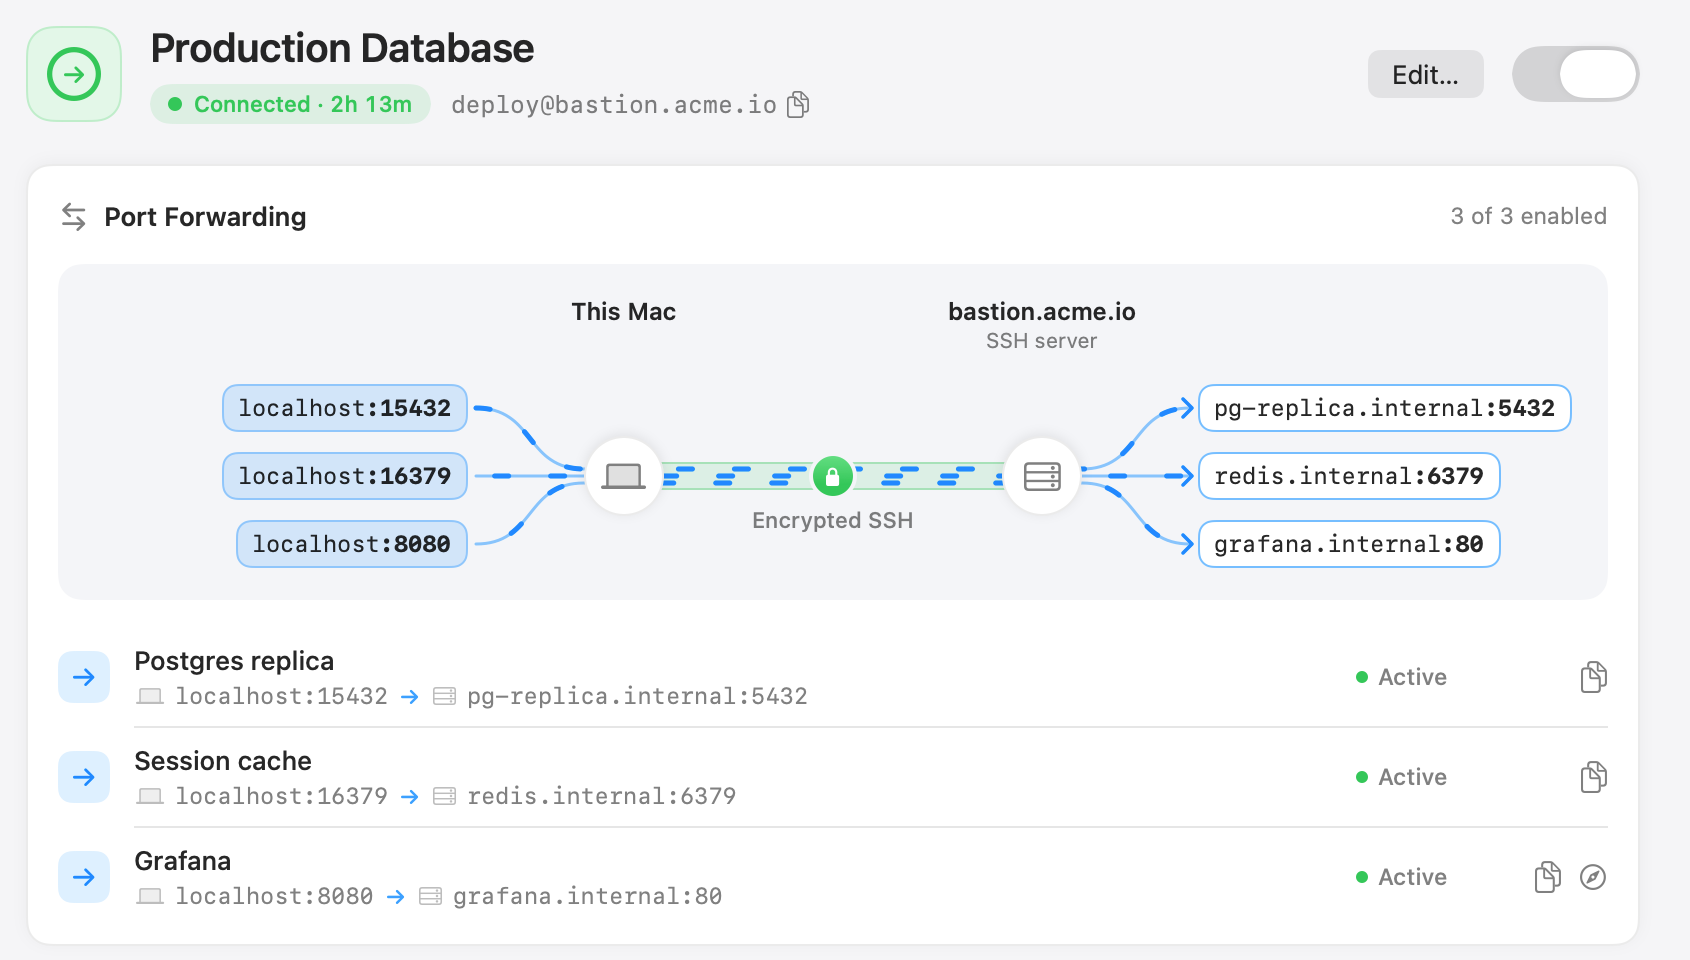 Production Database
Connected · 2h 13m
deploy@bastion.acme.io
Edit...
Port Forwarding
3 of 3 enabled
This Mac
bastion.acme.io
SSH server
localhost:15432
pg-replica.internal:5432
localhost:16379
redis.internal:6379
Encrypted SSH
localhost:8080
grafana.internal:80
Postgres replica
localhost:15432 → pg-replica.internal:5432
Active
Session cache
localhost:16379 → redis.internal:6379
Active
Grafana
localhost:8080 → grafana.internal:80
Active